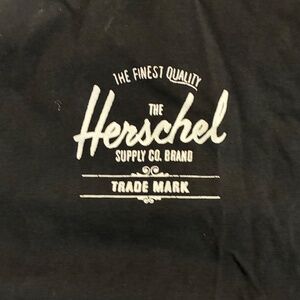 THE FINEST QUALITY
THE
Herschel
SUPPLY CO. BRAND
TRADE MARK